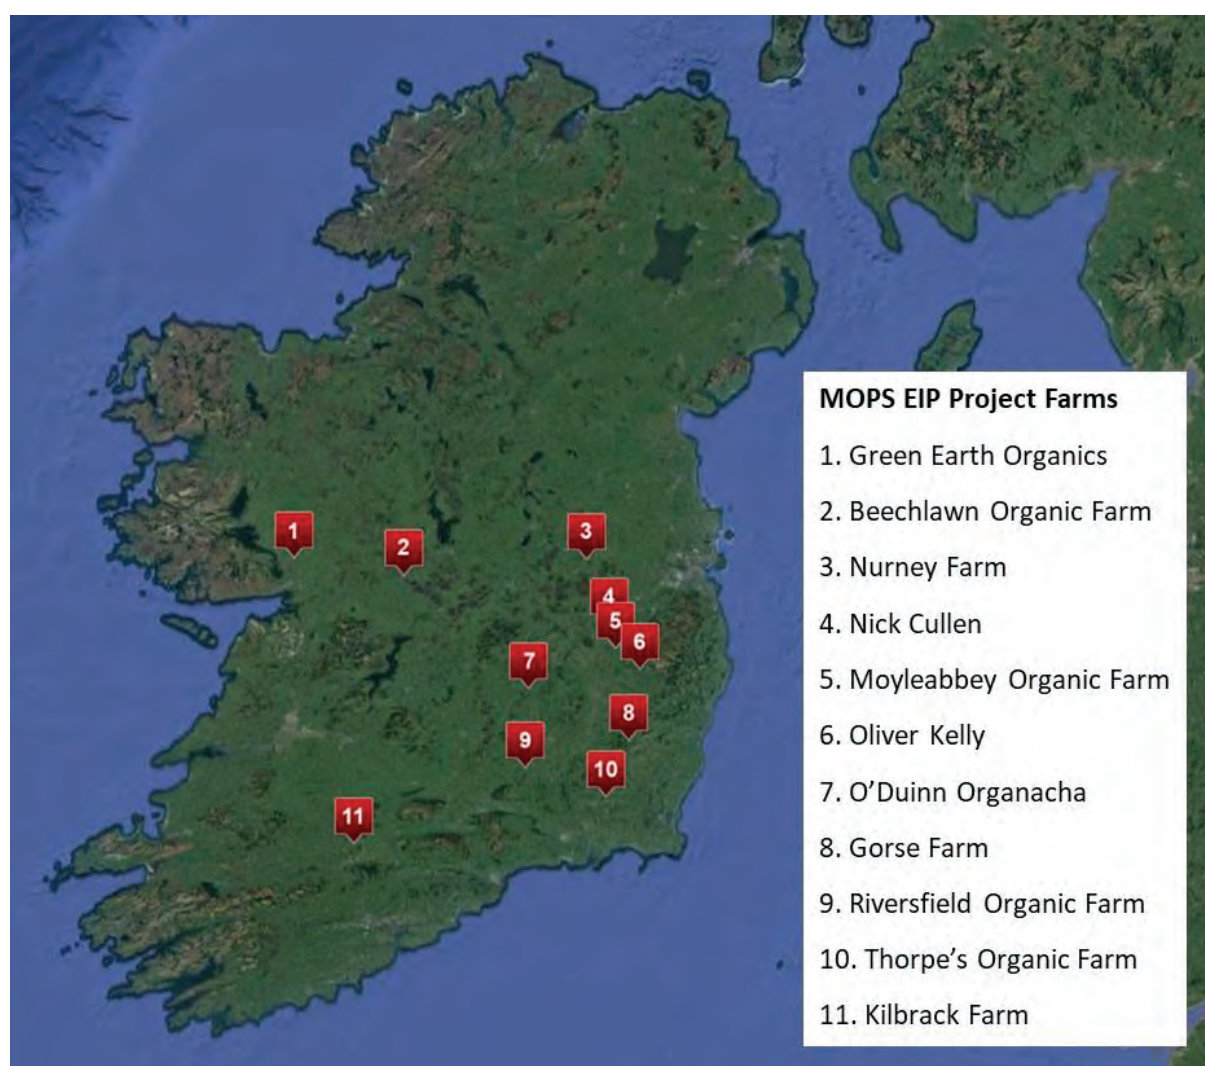 MOPS EIP Project Farms
1. Green Earth Organics
2. Beechlawn Organic Farm
3. Nurney Farm
4. Nick Cullen
5. Moyleabbey Organic Farm
6. Oliver Kelly
7. O’Duinn Organacha
8. Gorse Farm
9. Riversfield Organic Farm
10. Thorpe’s Organic Farm
11. Kilbrack Farm
1
2
3
4
5
6
7
8
9
10
11